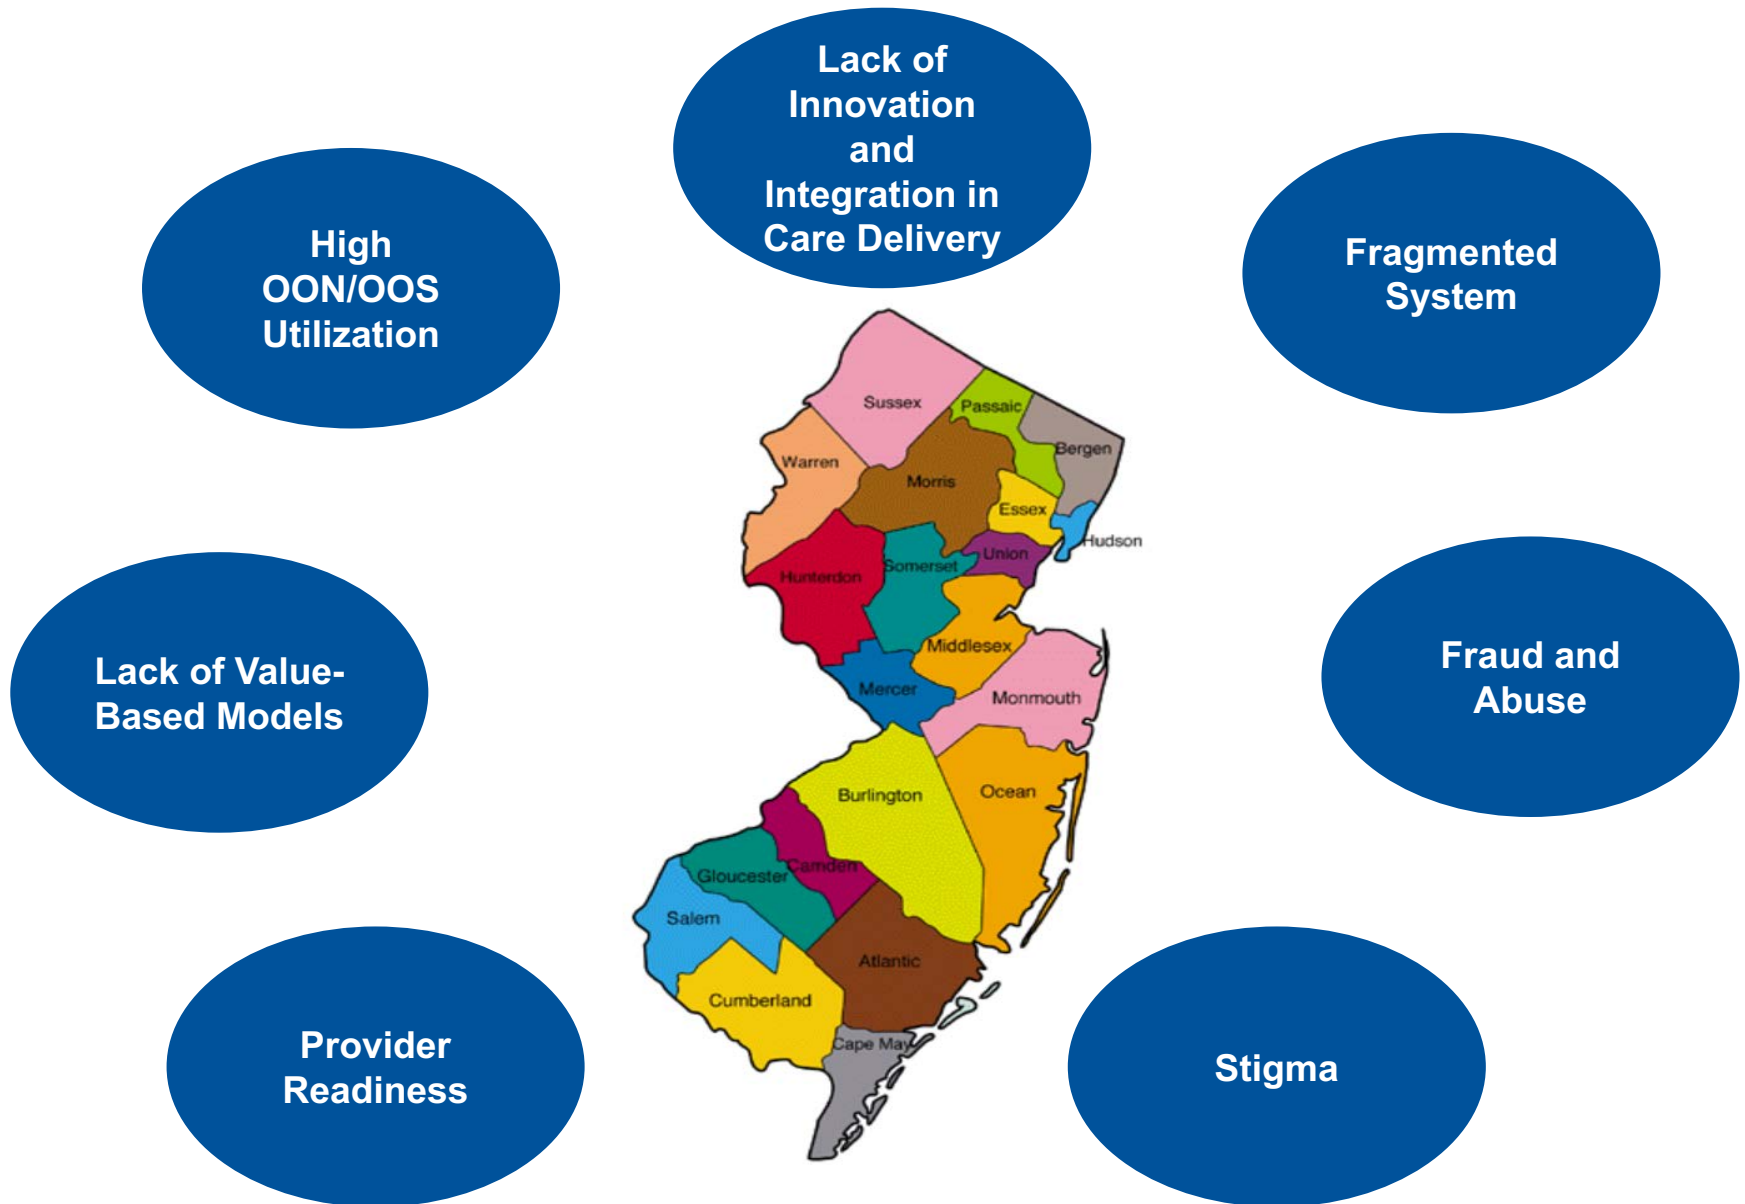 Lack of
Innovation
and
Integration in
Care Delivery
High
OON/OOS
Utilization
Fragmented
System
Lack of Value-
Based Models
Fraud and
Abuse
Provider
Readiness
Stigma
Sussex
Passaic
Bergen
Warren
Morris
Essex
Hudson
Union
Somerset
Hunterdon
Middlesex
Mercer
Monmouth
Burlington
Ocean
Camden
Gloucester
Salem
Atlantic
Cumberland
Cape May